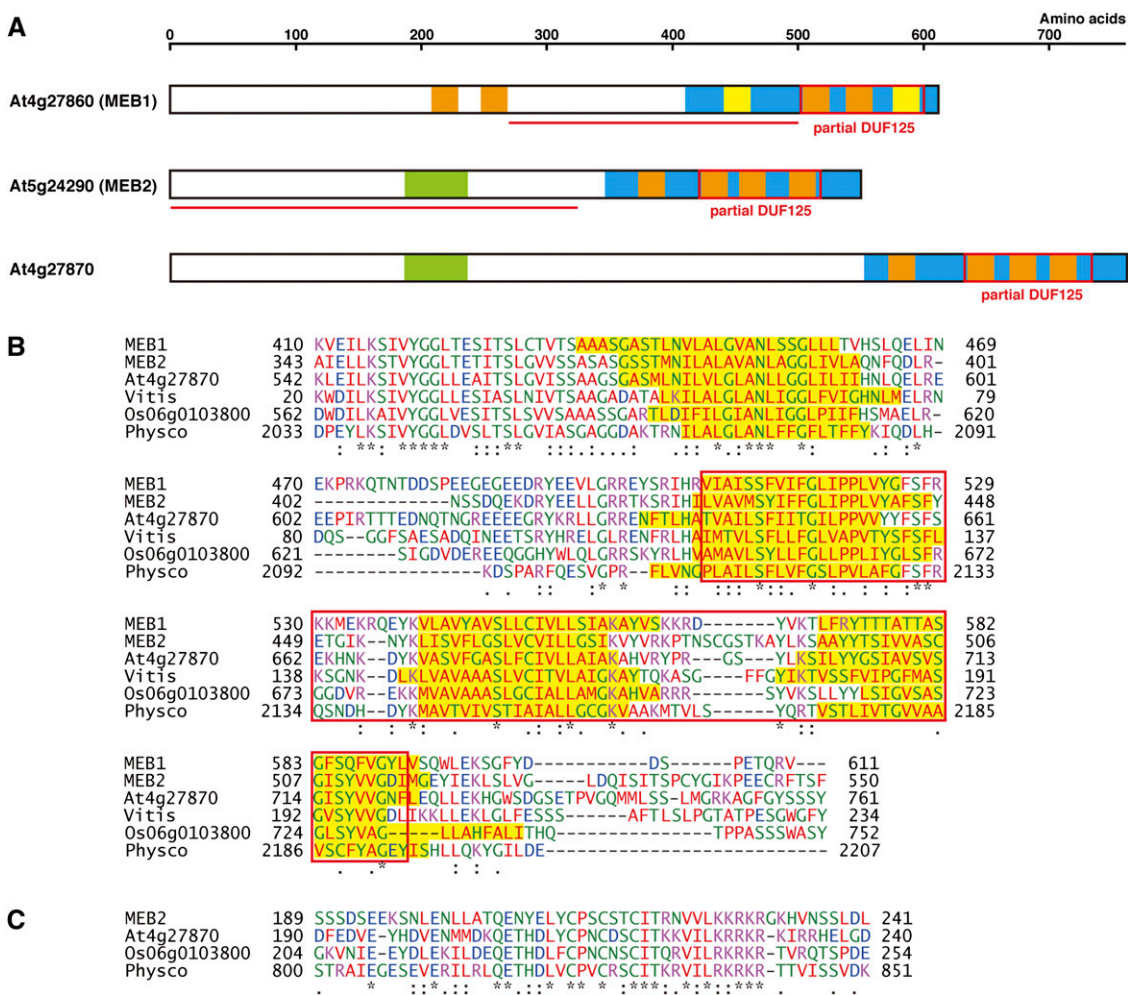 A
Amino acids
0 100 200 300 400 500 600 700
At4g27860 (MEB1)
partial DUF125
At5g24290 (MEB2)
partial DUF125
At4g27870
partial DUF125
B
MEB1 410 KVEILKSIVYGGLTESITSLCTVTSAAASGASTLNVLALGVANLSSGLLLTVHSLQELIN 469
MEB2 343 AIELLKSIVYGGLTESITSLGVVSSASASGSSTMNILALAVANLAGGLIVLAQNFQDLR- 401
At4g27870 542 KLEILKSIVYGGLLEAITSLGVISSAAGSGASMLNILVLGLANLLGGLILIIHNLQELRE 601
Vitis 20 KWDILKSIVYGGLIESIASLNIVTSAAGADATALKILALGLANLIGGLFVIGHNLMELRN 79
Os06g0103800 562 DWDILKAIVYGGLVESITSLSVVSAAASSGARTLDIFILGIANLIGGLPIIFHSMAELR- 620
Physco 2033 DPEYLKSIVYGGLDVSLTSLGVIASGAGGDAKTRNILALGLANLFFGFLTFFYKIQDLH- 2091
MEB1 470 EKPRKQTNTDDSPEEGEGEEDRYEEVLGRREYSRIHRVIAISSFVIFGLIPPLVYGFSFR 529
MEB2 402 -------------NSSDQEKDRYEELLGRRTKSRIHILVAVMSYIFFGLIPPLVYAFSFY 448
At4g27870 602 EEPIRTTTEDNQTNGREEEEGRYKRLLGRRENFTLHATVAILSFIITGILPPVVYYFSFS 661
Vitis 80 DQS--GGFSAESADQINEETSRYHRELGLRENFRLHAIMTVLSFLLFGLVAPVTYSFSFL 137
Os06g0103800 621 --------SIGDVDEREEQGGHYWLQLGRRSKYRLHVAMAVLSYLLFGLLPPLIYGLSFR 672
Physco 2092 ----------------KDSPARFQESVGPR-FLVNGPLAILSFLVFGSLPVLAFGFSFR 2133
MEB1 530 KKMEKRQEYKVLAVYAVSLLCIVLLSIAKAYVSKKRD-----YVKTLFRYTTTATTAS 582
MEB2 449 ETGIK--NYKLISVFLGSLVCVILLGSIKVYVRKPTNSCGSTKAYLKSAAYYTSIVVASC 506
At4g27870 662 EKHNK--DYKVASVFGASLFCIVLLAIAKAHVRYPR---GS--YLKSILYYGSIAVSVS 713
Vitis 138 KSGNK--DLKLVAVAAASLVCITVLAIGKAYTQKASG---FFGYIKTVSSFVIPGFMAS 191
Os06g0103800 673 GGDVR--EKKMVAVAAASLGCIALLAMGKAHVARRR-----SYVKSLLYYLSIGVSAS 723
Physco 2134 QSNDH--DYKMAVTVIVSTIAIALLGCGKVAAKMTVLS-----YQRTVSTLIVTGVVAA 2185
MEB1 583 GFSQFVGYLVSQWLEKSGFYD-----------DS------PETQRV--- 611
MEB2 507 GISYVVGDIMGEYIEKLSLVG-----LDQISITSPCYGIKPEECRFTSF 550
At4g27870 714 GISYVVGNFLEQLLEKHGWSDGSETPVGQMMLSS-LMGRKAGFGYSSSY 761
Vitis 192 GVSYVVGDLIKKLLEKLGLFESSS----AFTLSLPGTATPESGWGFY 234
Os06g0103800 724 GLSYVAG----LLAHFALITHQ---------------TPPASSSWASY 752
Physco 2186 VSCFYAGEYISHLLQKYGILDE--------------------------- 2207
C
MEB2 189 SSSDSEEKSNLENLLATQENYELYCPSCSTCITRNVVLKKRKRGKHVNSSLDL 241
At4g27870 190 DFEDVE-YHDVENMMDKQETHDLYCPNCDSCITKKVILRKRKR-KIRRHELGD 240
Os06g0103800 204 GKVNIE-EYDLEKILDEQETHDLFCPNCNSCITQRVILRKRKR-TVRQTSPDE 254
Physco 800 STRAIEGESEVERILRLQETHDLVCPVCRSCITKRVILRKRKR-TTVISSVDK 851